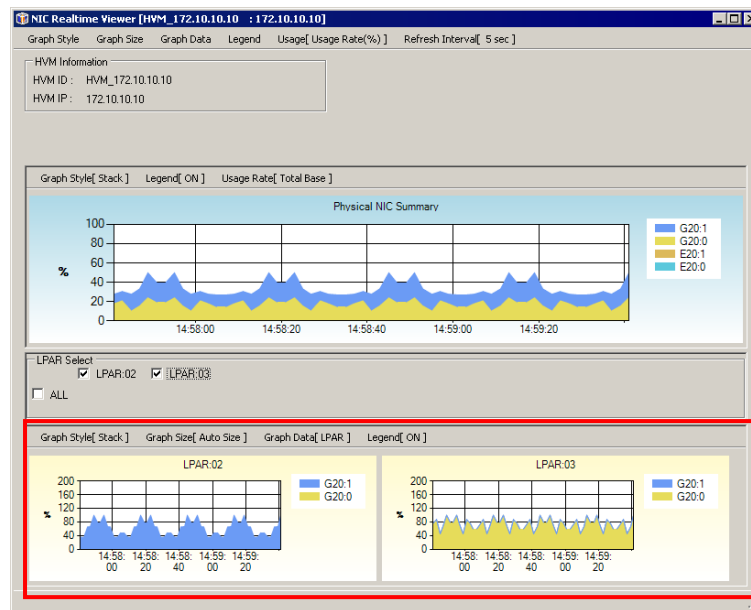 NIC Realtime Viewer [HVM_172.10.10.10 : 172.10.10.10]
Graph Style Graph Size Graph Data Legend Usage[ Usage Rate(%) ] Refresh Interval[ 5 sec ]
HVM Information
HVM ID : HVM_172.10.10.10
HVM IP : 172.10.10.10
Graph Style[ Stack ] Legend[ ON ] Usage Rate[ Total Base ]
Physical NIC Summary
100
80
60
40
20
0
%
14:58:00 14:58:20 14:58:40 14:59:00 14:59:20
G20:1
G20:0
E20:1
E20:0
LPAR Select
LPAR:02 LPAR:03
ALL
Graph Style[ Stack ] Graph Size[ Auto Size ] Graph Data[ LPAR ] Legend[ ON ]
LPAR:02
200
160
120
80
40
0
%
14:58: 14:58: 14:58: 14:59: 14:59:
00 20 40 00 20
G20:1
G20:0
LPAR:03
200
160
120
80
40
0
%
14:58: 14:58: 14:58: 14:59: 14:59:
00 20 40 00 20
G20:1
G20:0